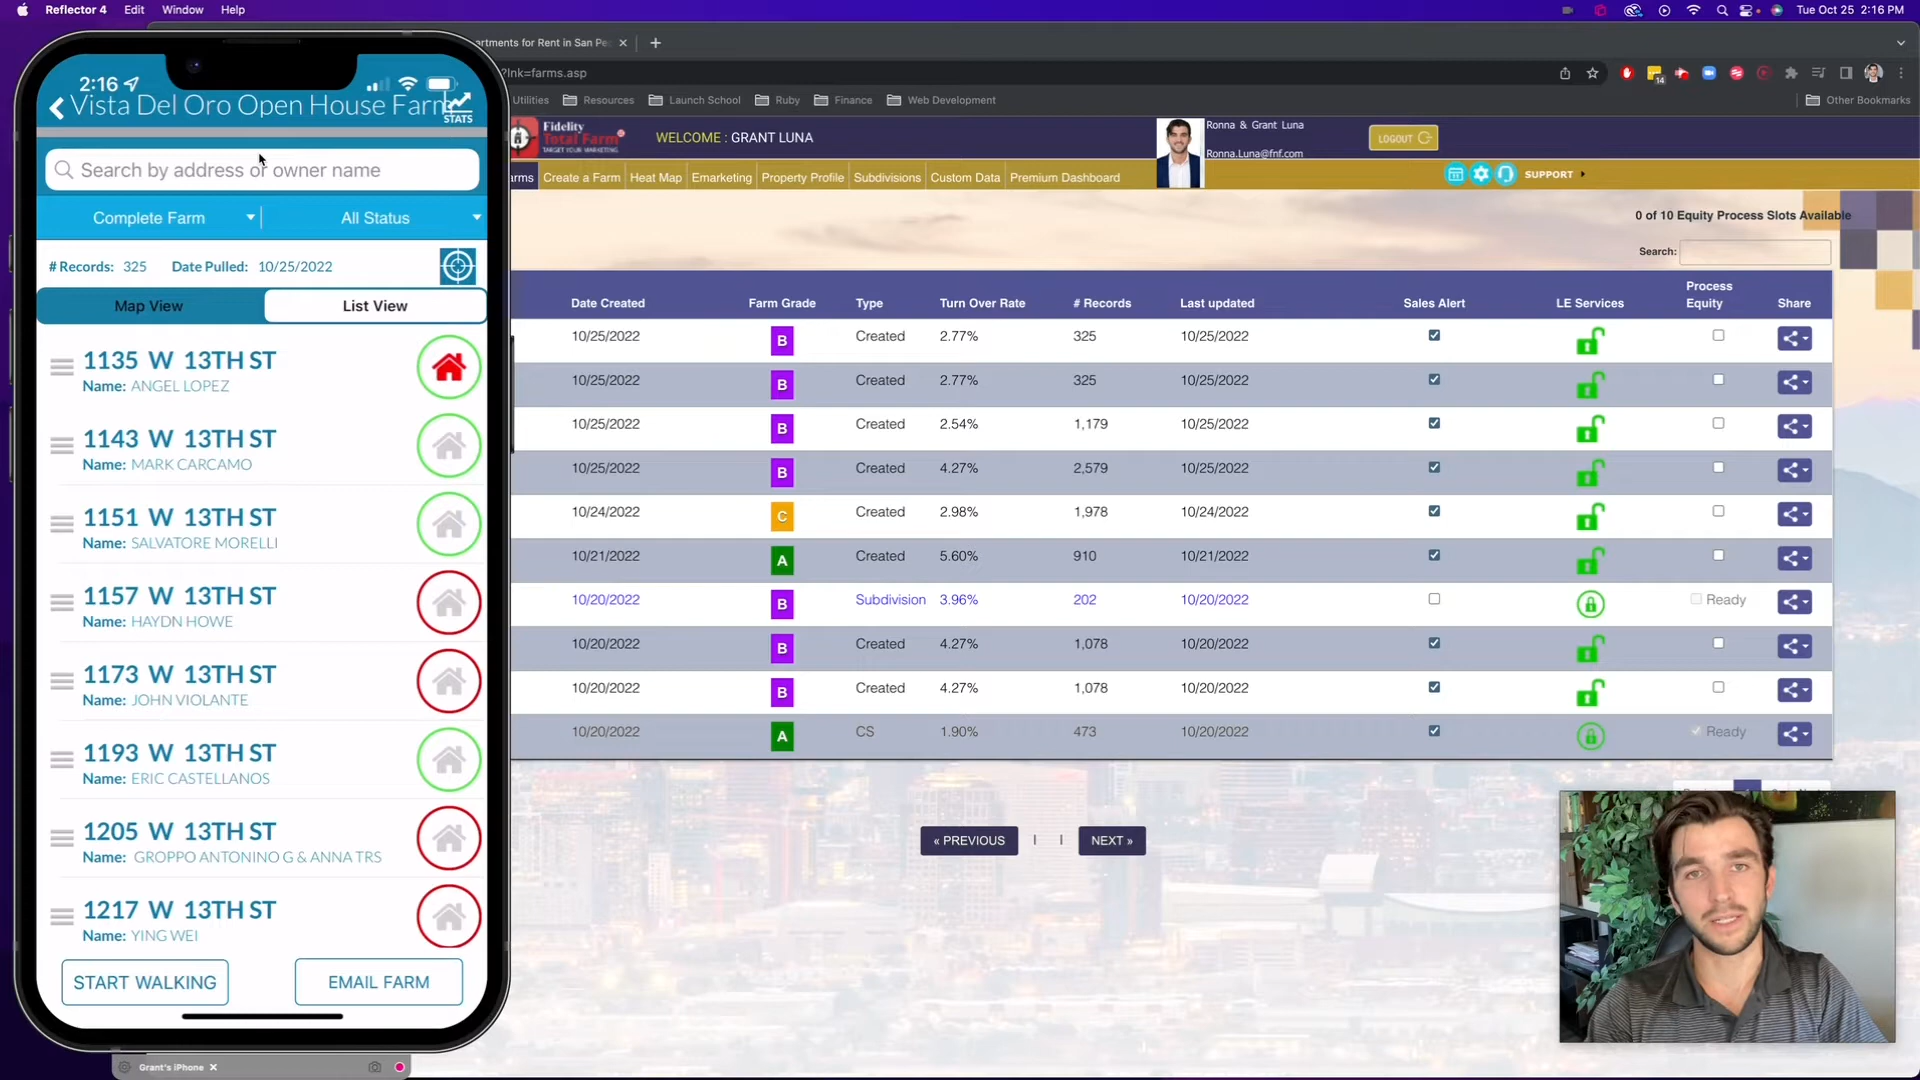 Reflector 4 Edit Window Help
Tue Oct 25 2:16 PM
artments for Rent in San Pe
?lnk=farms.asp
14
Utilities Resources Launch School Ruby Finance Web Development Other Bookmarks
Fidelity
Total Farm
TARGET YOUR MARKETING
WELCOME : GRANT LUNA
Ronna & Grant Luna
Ronna.Luna@fnf.com
LOGOUT
arms Create a Farm Heat Map Emarketing Property Profile Subdivisions Custom Data Premium Dashboard SUPPORT
0 of 10 Equity Process Slots Available
Search:
Date Created Farm Grade Type Turn Over Rate # Records Last updated Sales Alert LE Services Process Equity Share
10/25/2022 B Created 2.77% 325 10/25/2022
10/25/2022 B Created 2.77% 325 10/25/2022
10/25/2022 B Created 2.54% 1,179 10/25/2022
10/25/2022 B Created 4.27% 2,579 10/25/2022
10/24/2022 C Created 2.98% 1,978 10/24/2022
10/21/2022 A Created 5.60% 910 10/21/2022
10/20/2022 B Subdivision 3.96% 202 10/20/2022 Ready
10/20/2022 B Created 4.27% 1,078 10/20/2022
10/20/2022 B Created 4.27% 1,078 10/20/2022
10/20/2022 A CS 1.90% 473 10/20/2022 Ready
« PREVIOUS | | NEXT »
2:16
Vista Del Oro Open House Farm
STATS
Search by address or owner name
Complete Farm All Status
# Records: 325 Date Pulled: 10/25/2022
Map View List View
1135 W 13TH ST
Name: ANGEL LOPEZ
1143 W 13TH ST
Name: MARK CARCAMO
1151 W 13TH ST
Name: SALVATORE MORELLI
1157 W 13TH ST
Name: HAYDN HOWE
1173 W 13TH ST
Name: JOHN VIOLANTE
1193 W 13TH ST
Name: ERIC CASTELLANOS
1205 W 13TH ST
Name: GROPPO ANTONINO G & ANNA TRS
1217 W 13TH ST
Name: YING WEI
START WALKING EMAIL FARM
Grant's iPhone